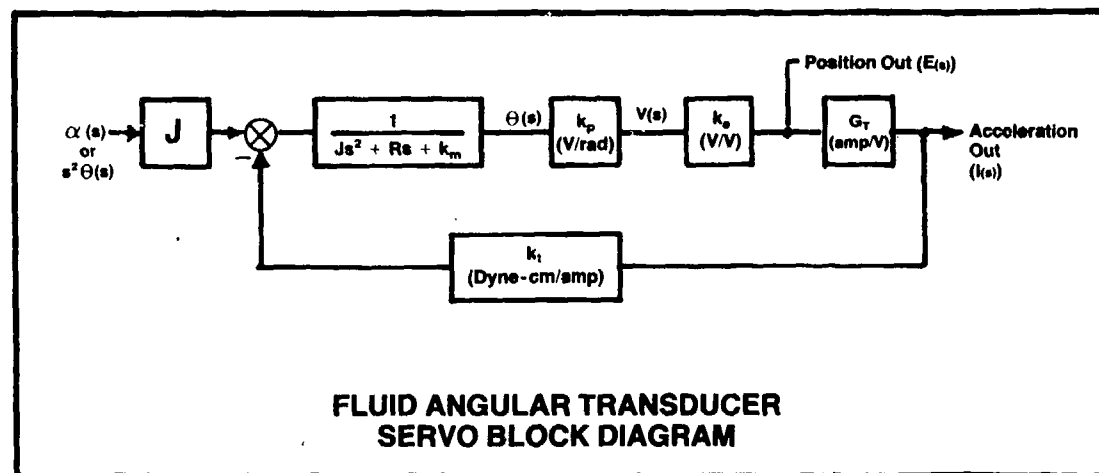 Position Out (E(s))
α(s)
or
s²Θ(s)
J
−
1
Js² + Rs + kₘ
Θ(s)
kₚ
(V/rad)
V(s)
kₑ
(V/V)
G_T
(amp/V)
Acceleration
Out
(I(s))
kₜ
(Dyne-cm/amp)
FLUID ANGULAR TRANSDUCER
SERVO BLOCK DIAGRAM